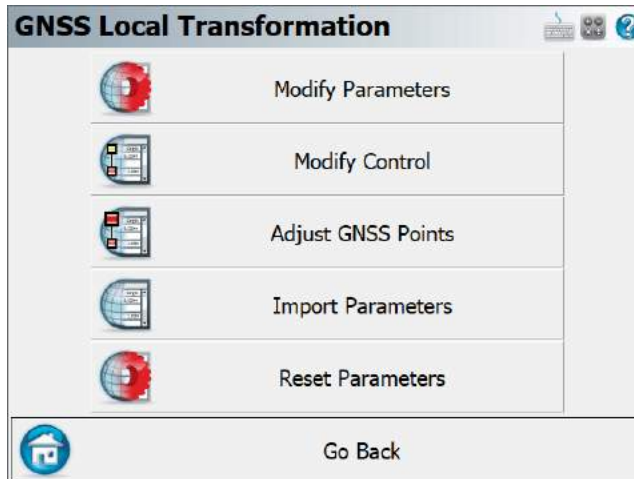 GNSS Local Transformation
Modify Parameters
Modify Control
Adjust GNSS Points
Import Parameters
Reset Parameters
Go Back